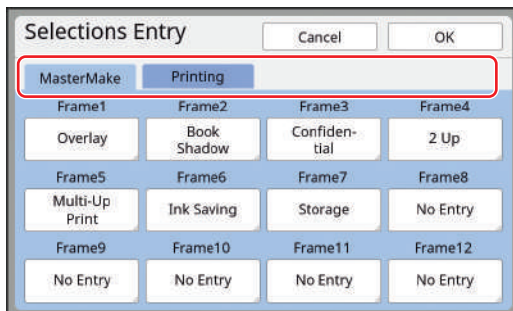 Selections Entry
Cancel
OK
MasterMake
Printing
Frame1
Frame2
Frame3
Frame4
Overlay
Book
Shadow
Confiden-
tial
2 Up
Frame5
Frame6
Frame7
Frame8
Multi-Up
Print
Ink Saving
Storage
No Entry
Frame9
Frame10
Frame11
Frame12
No Entry
No Entry
No Entry
No Entry